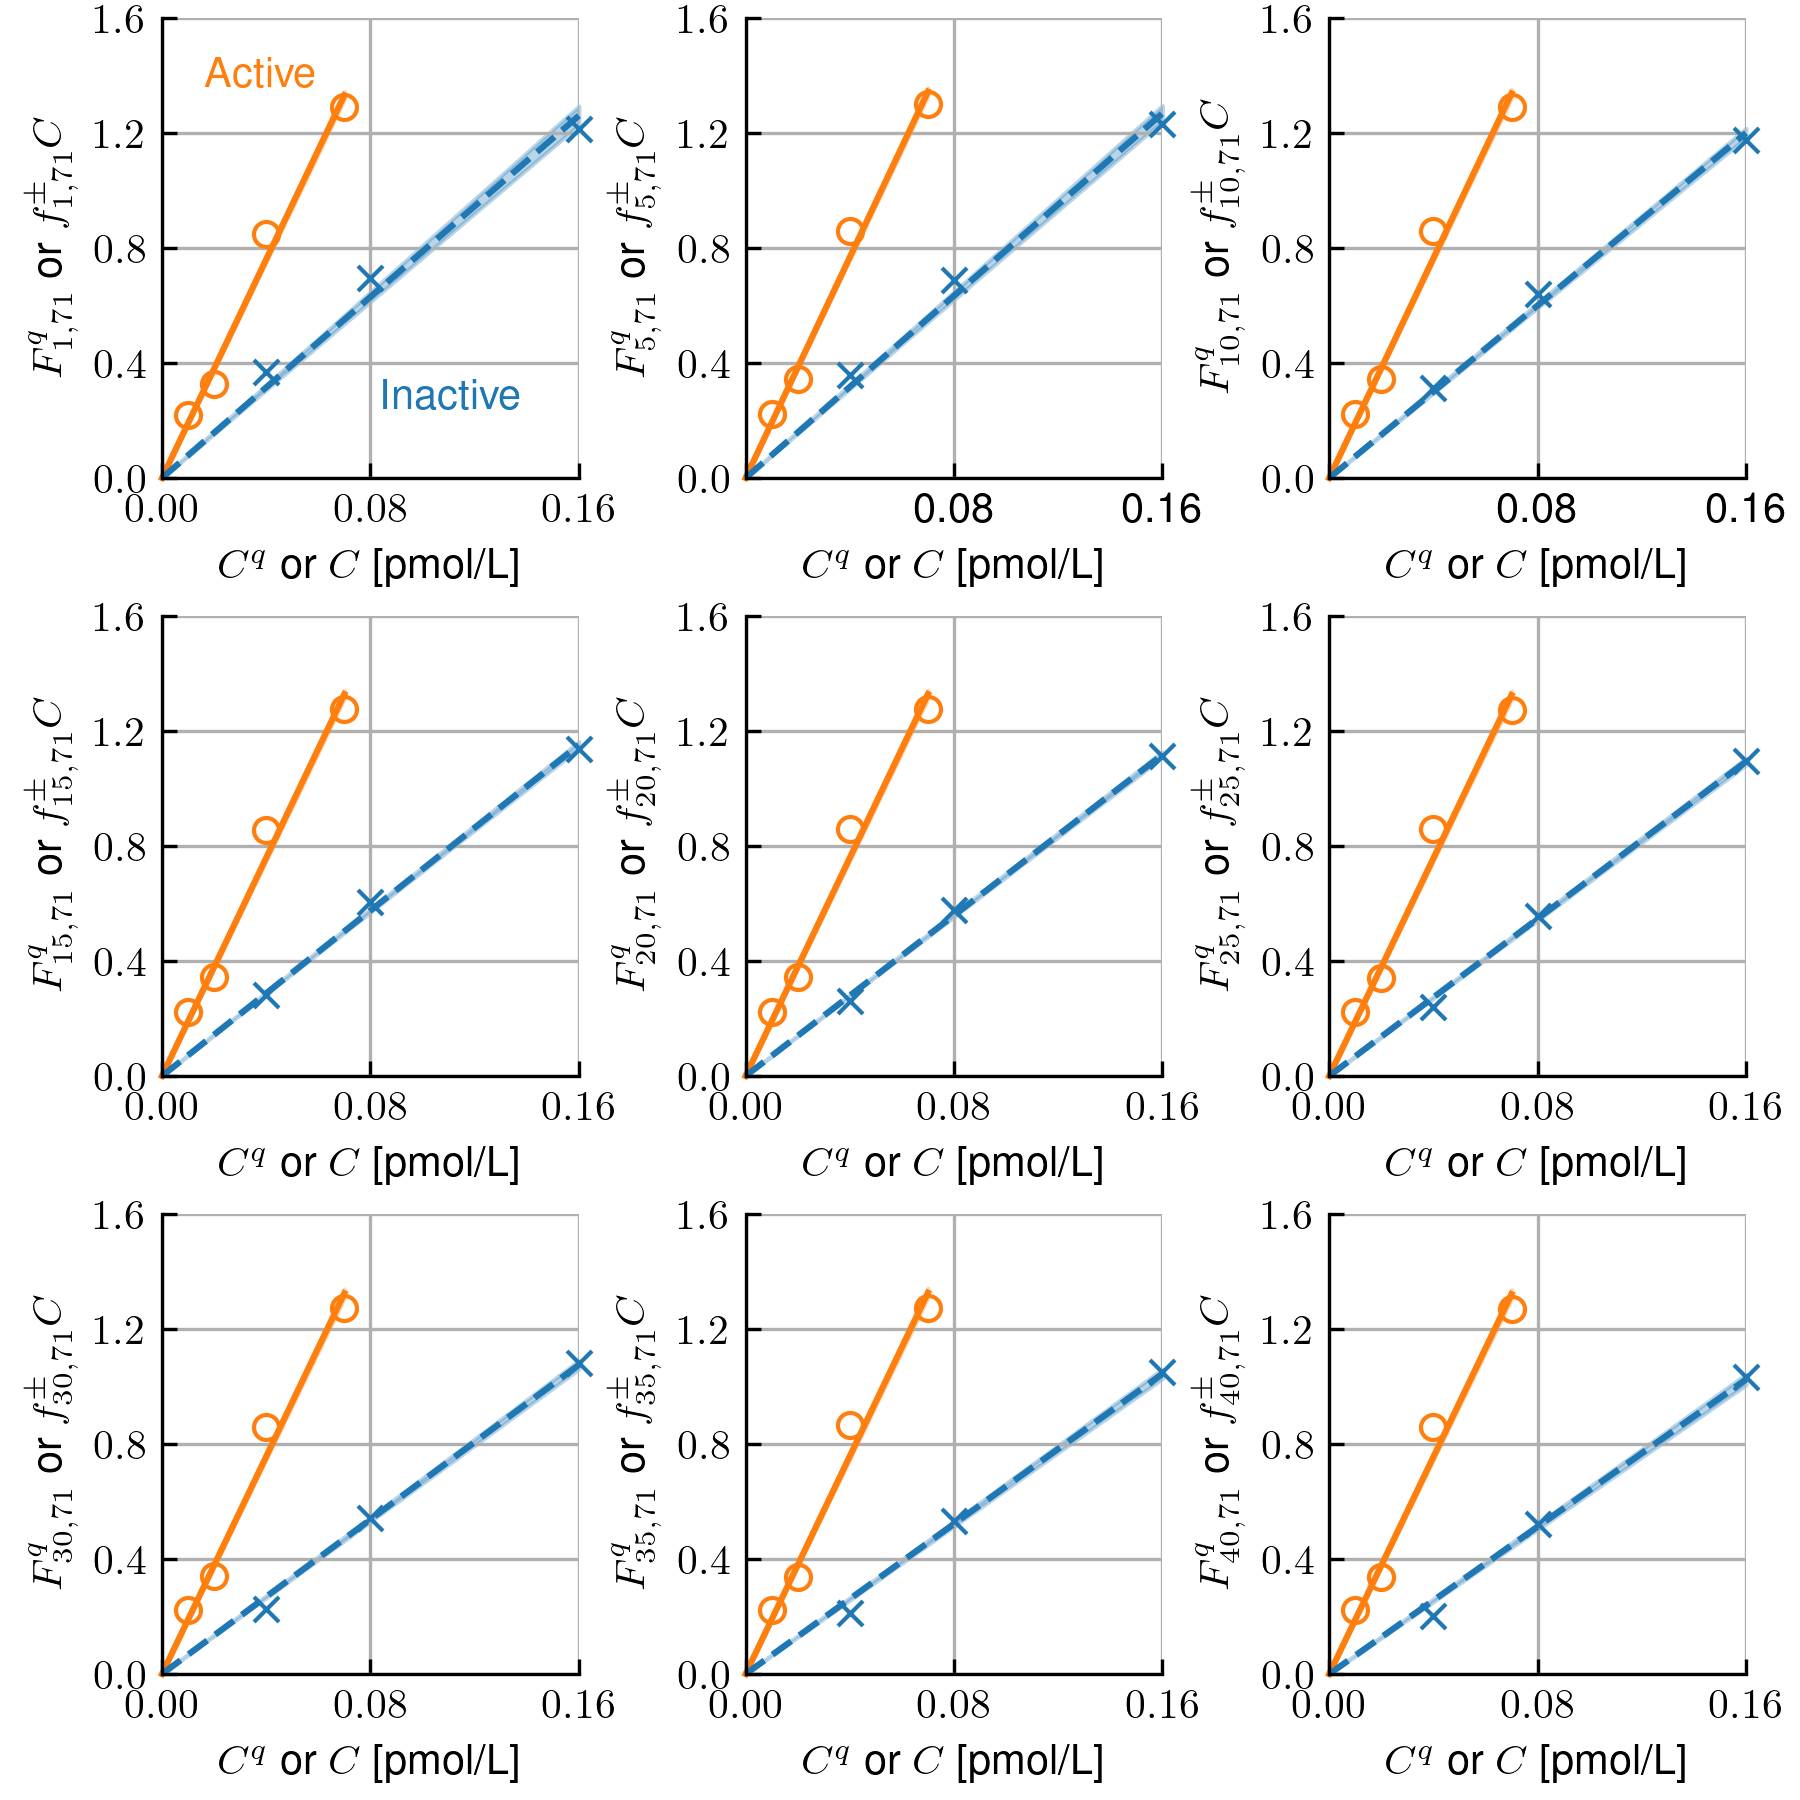 1.6 1.6 1.6
Active
1.2 1.2 1.2
0.8 0.8 0.8
0.4 0.4 0.4
Inactive
0.0 0.0 0.0
F^q_{1,71} or f^±_{1,71}C
F^q_{5,71} or f^±_{5,71}C
F^q_{10,71} or f^±_{10,71}C
0.00 0.08 0.16 0.08 0.16 0.08 0.16
C^q or C [pmol/L] C^q or C [pmol/L] C^q or C [pmol/L]
1.6 1.6 1.6
1.2 1.2 1.2
0.8 0.8 0.8
0.4 0.4 0.4
0.0 0.0 0.0
F^q_{15,71} or f^±_{15,71}C
F^q_{20,71} or f^±_{20,71}C
F^q_{25,71} or f^±_{25,71}C
0.00 0.08 0.16 0.00 0.08 0.16 0.00 0.08 0.16
C^q or C [pmol/L] C^q or C [pmol/L] C^q or C [pmol/L]
1.6 1.6 1.6
1.2 1.2 1.2
0.8 0.8 0.8
0.4 0.4 0.4
0.0 0.0 0.0
F^q_{30,71} or f^±_{30,71}C
F^q_{35,71} or f^±_{35,71}C
F^q_{40,71} or f^±_{40,71}C
0.00 0.08 0.16 0.00 0.08 0.16 0.00 0.08 0.16
C^q or C [pmol/L] C^q or C [pmol/L] C^q or C [pmol/L]